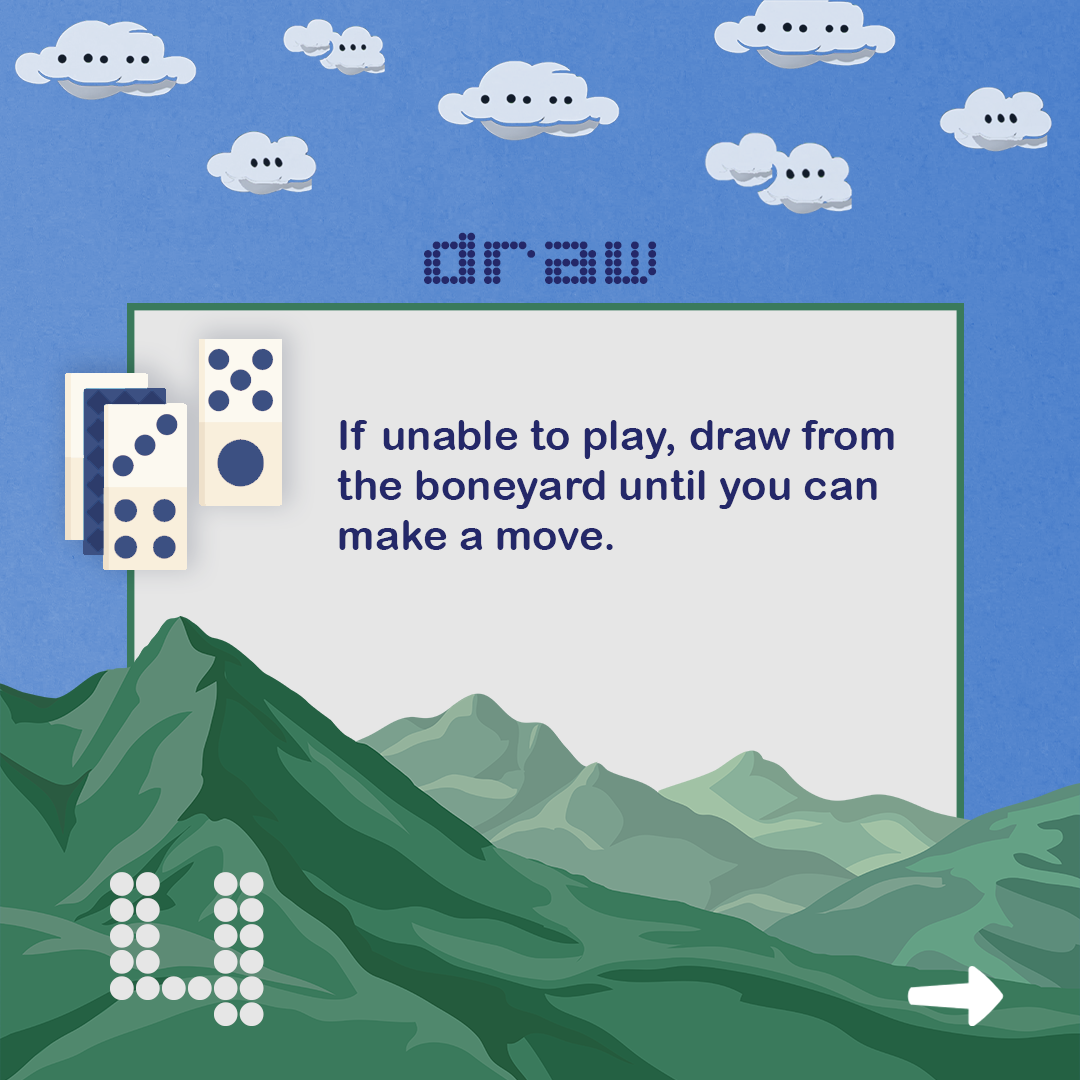 draw
If unable to play, draw from
the boneyard until you can
make a move.
4